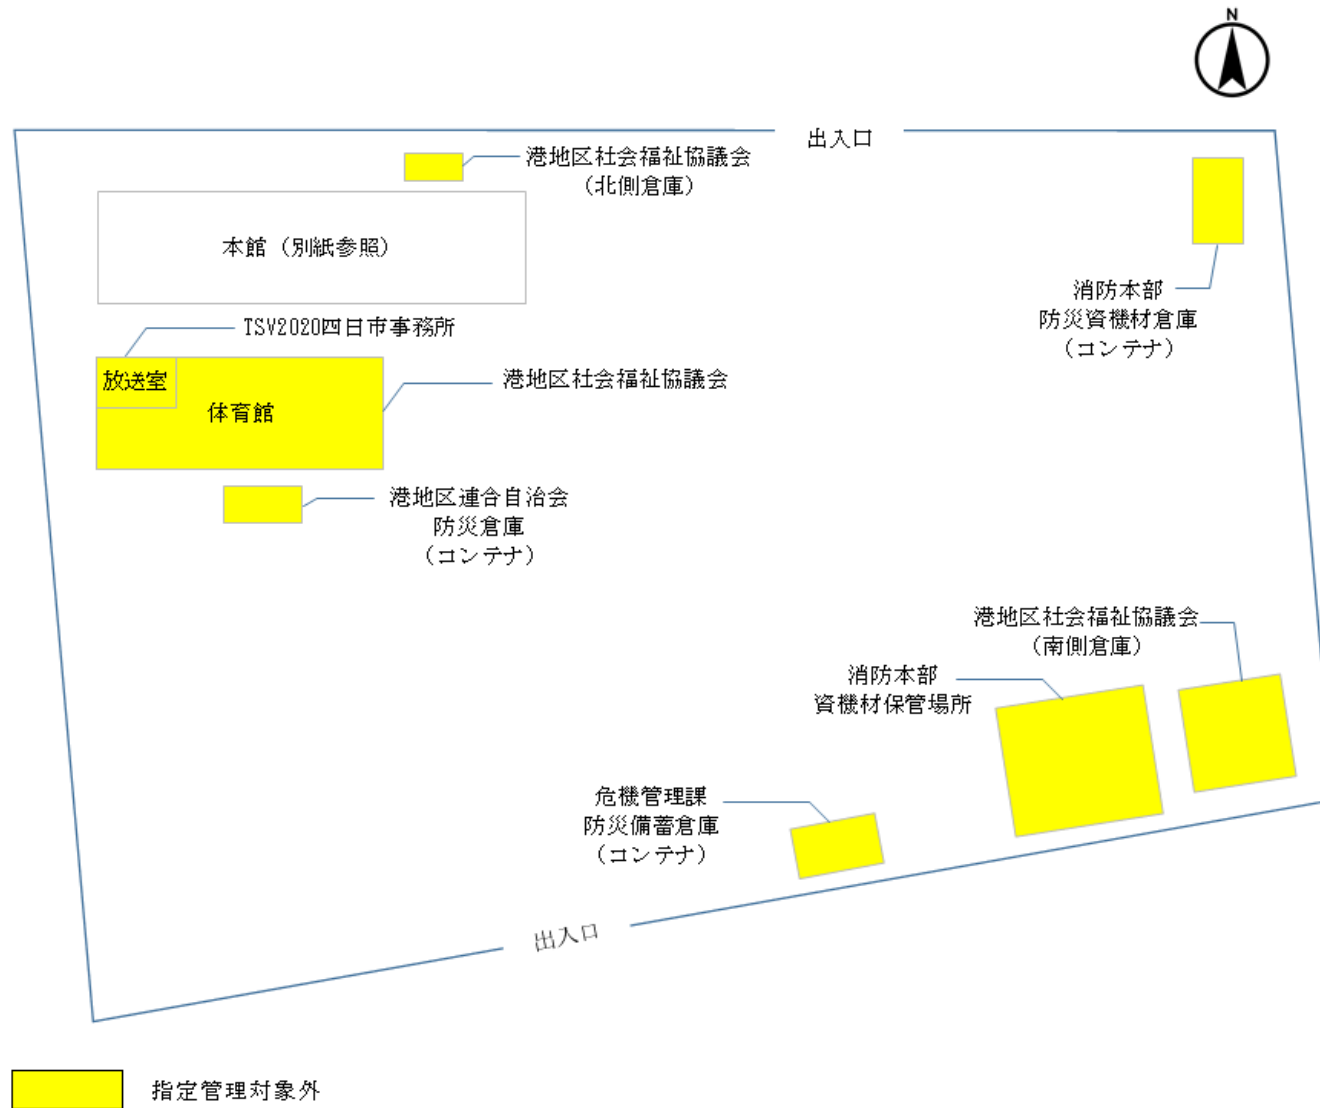 N
出入口
港地区社会福祉協議会
（北側倉庫）
本館（別紙参照）
消防本部
防災資機材倉庫
（コンテナ）
TSV2020四日市事務所
放送室
港地区社会福祉協議会
体育館
港地区連合自治会
防災倉庫
（コンテナ）
港地区社会福祉協議会
（南側倉庫）
消防本部
資機材保管場所
危機管理課
防災備蓄倉庫
（コンテナ）
出入口
指定管理対象外